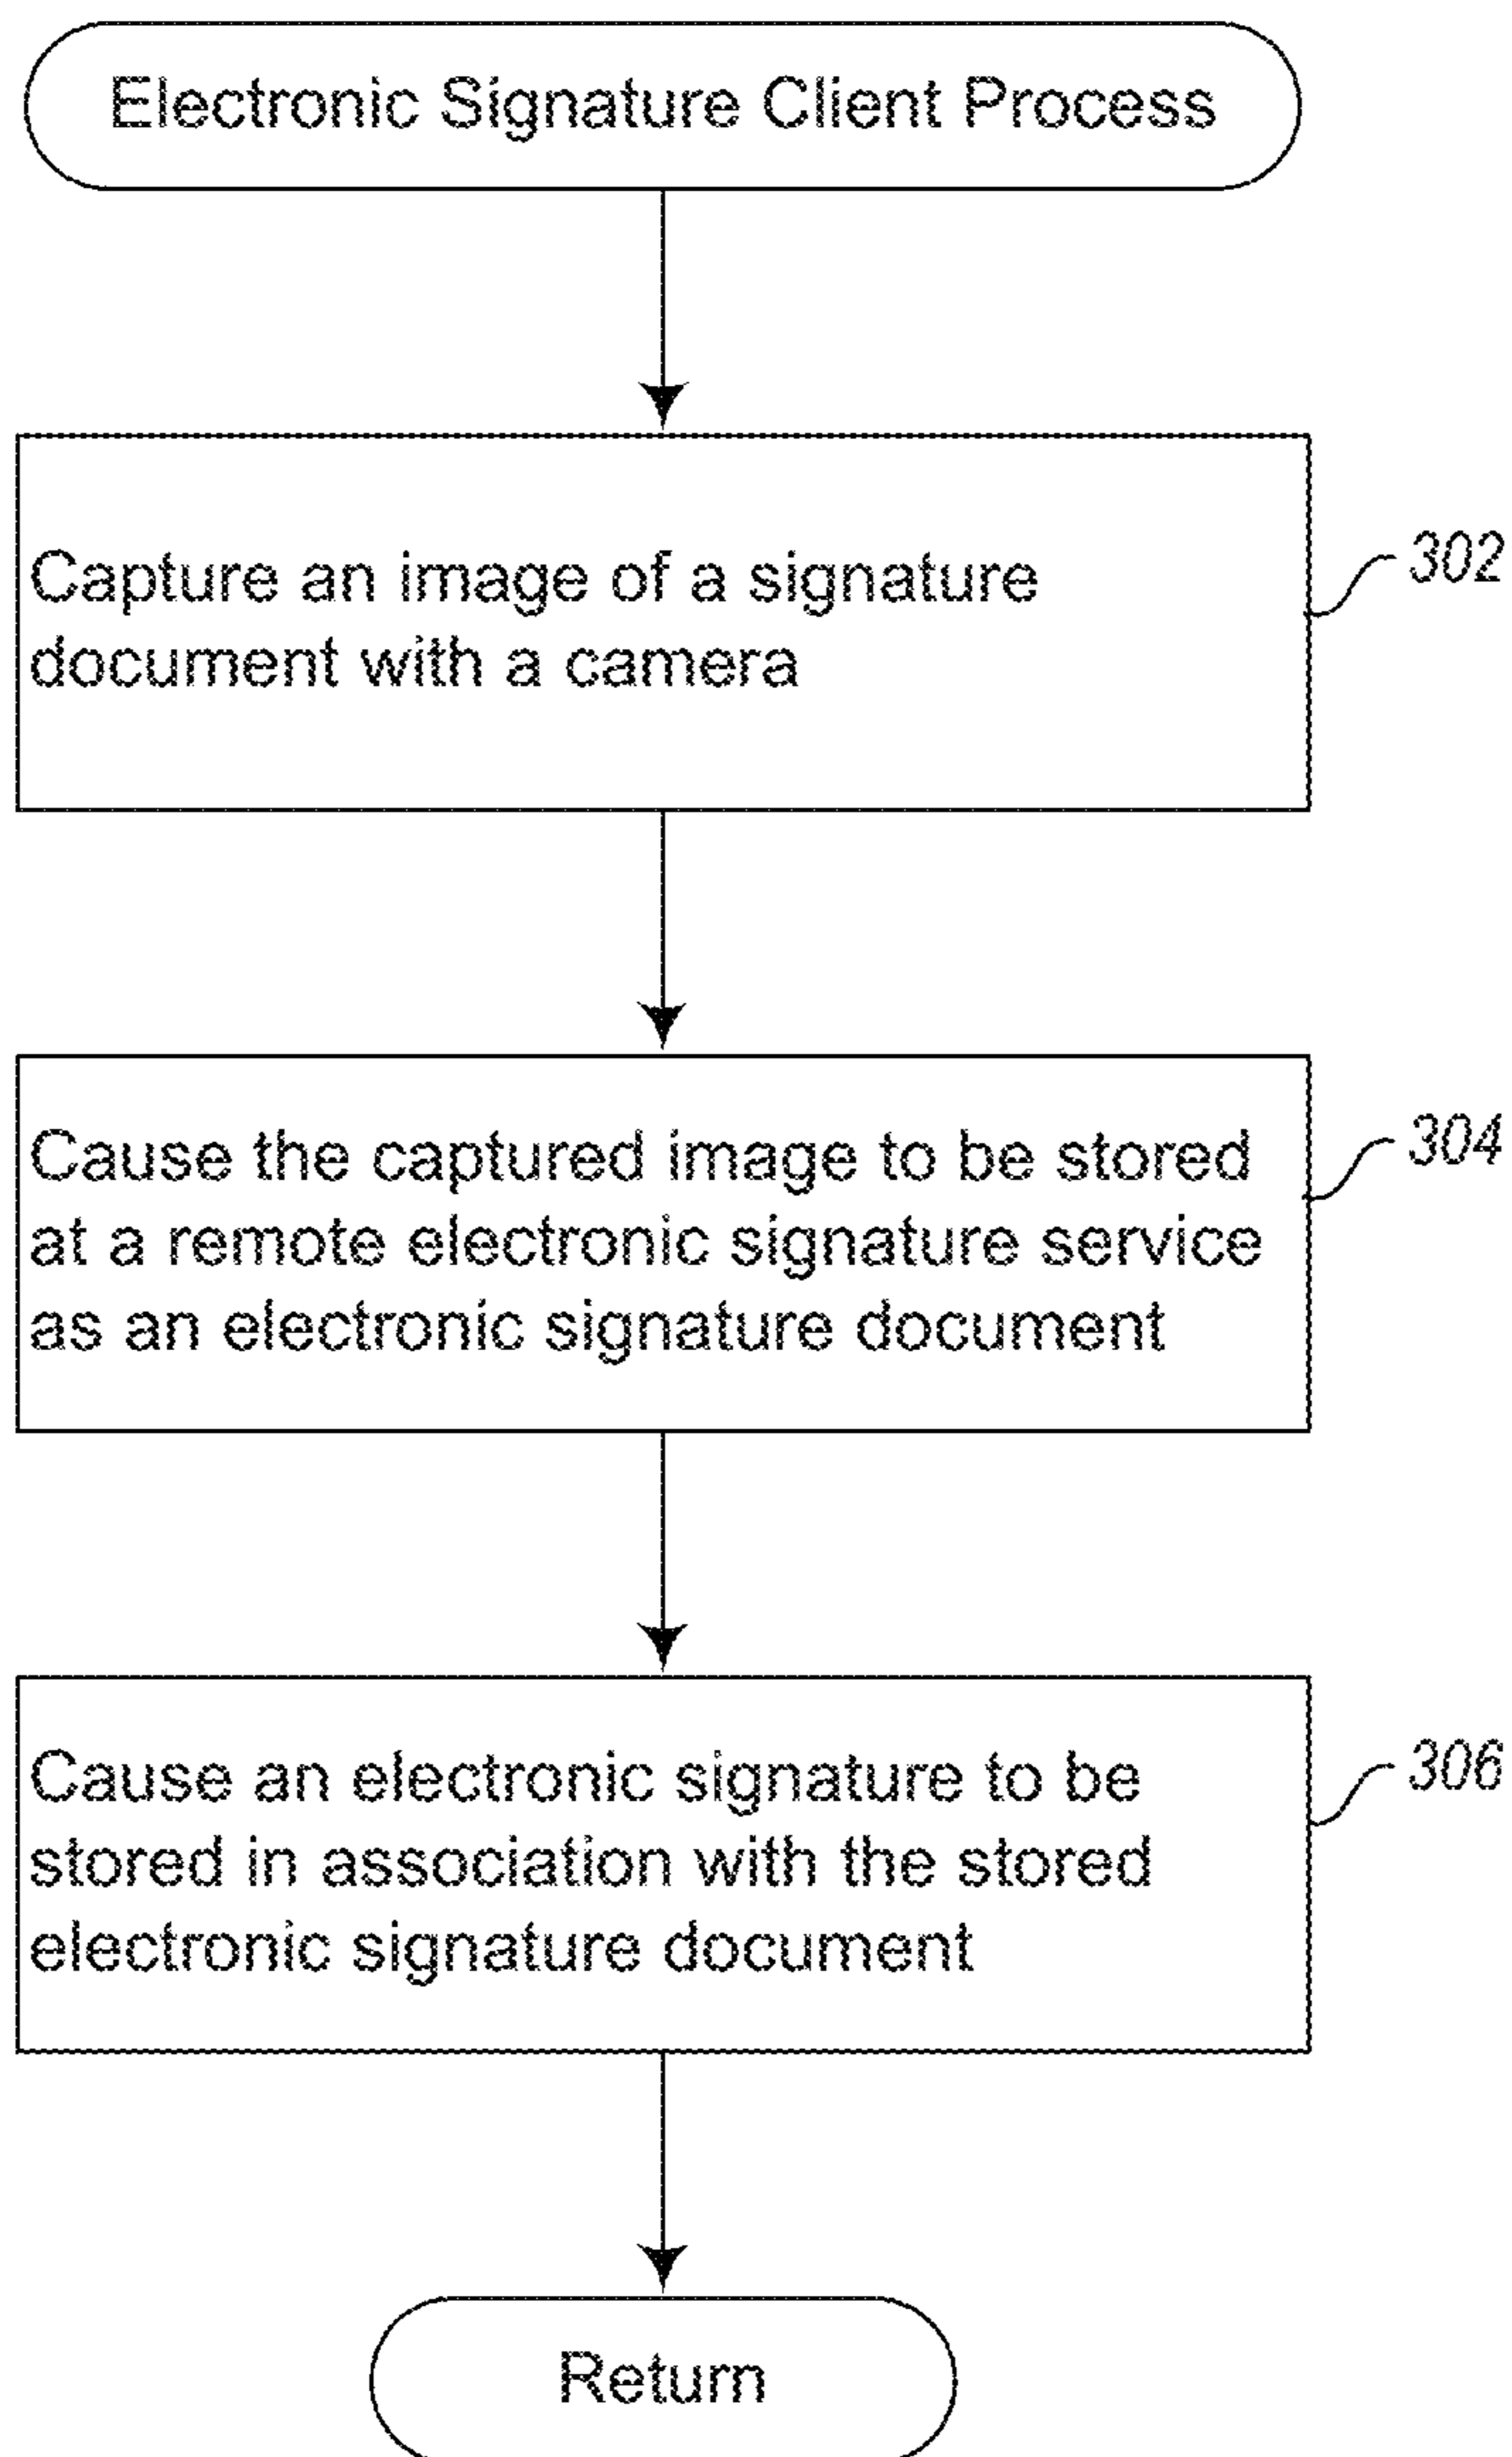 Electronic Signature Client Process
Capture an image of a signature
document with a camera
302
Cause the captured image to be stored
at a remote electronic signature service
as an electronic signature document
304
Cause an electronic signature to be
stored in association with the stored
electronic signature document
306
Return